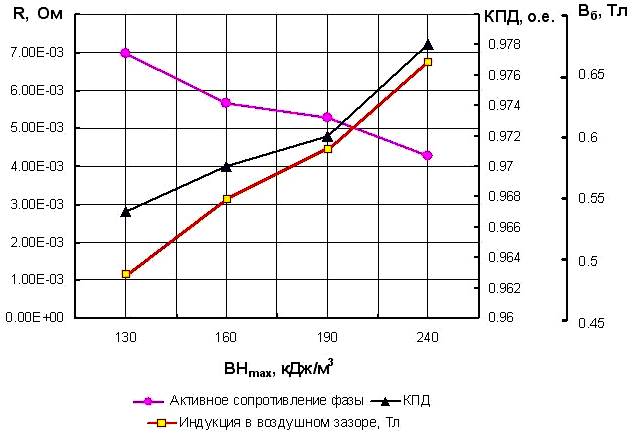 R, Ом КПД, о.е. Bб, Тл
7.00E-03
6.00E-03
5.00E-03
4.00E-03
3.00E-03
2.00E-03
1.00E-03
0.00E+00
0.978
0.976
0.974
0.972
0.97
0.968
0.966
0.964
0.962
0.96
0.65
0.6
0.55
0.5
0.45
130 160 190 240
BHmax, кДж/м3
Активное сопротивление фазы КПД
Индукция в воздушном зазоре, Тл